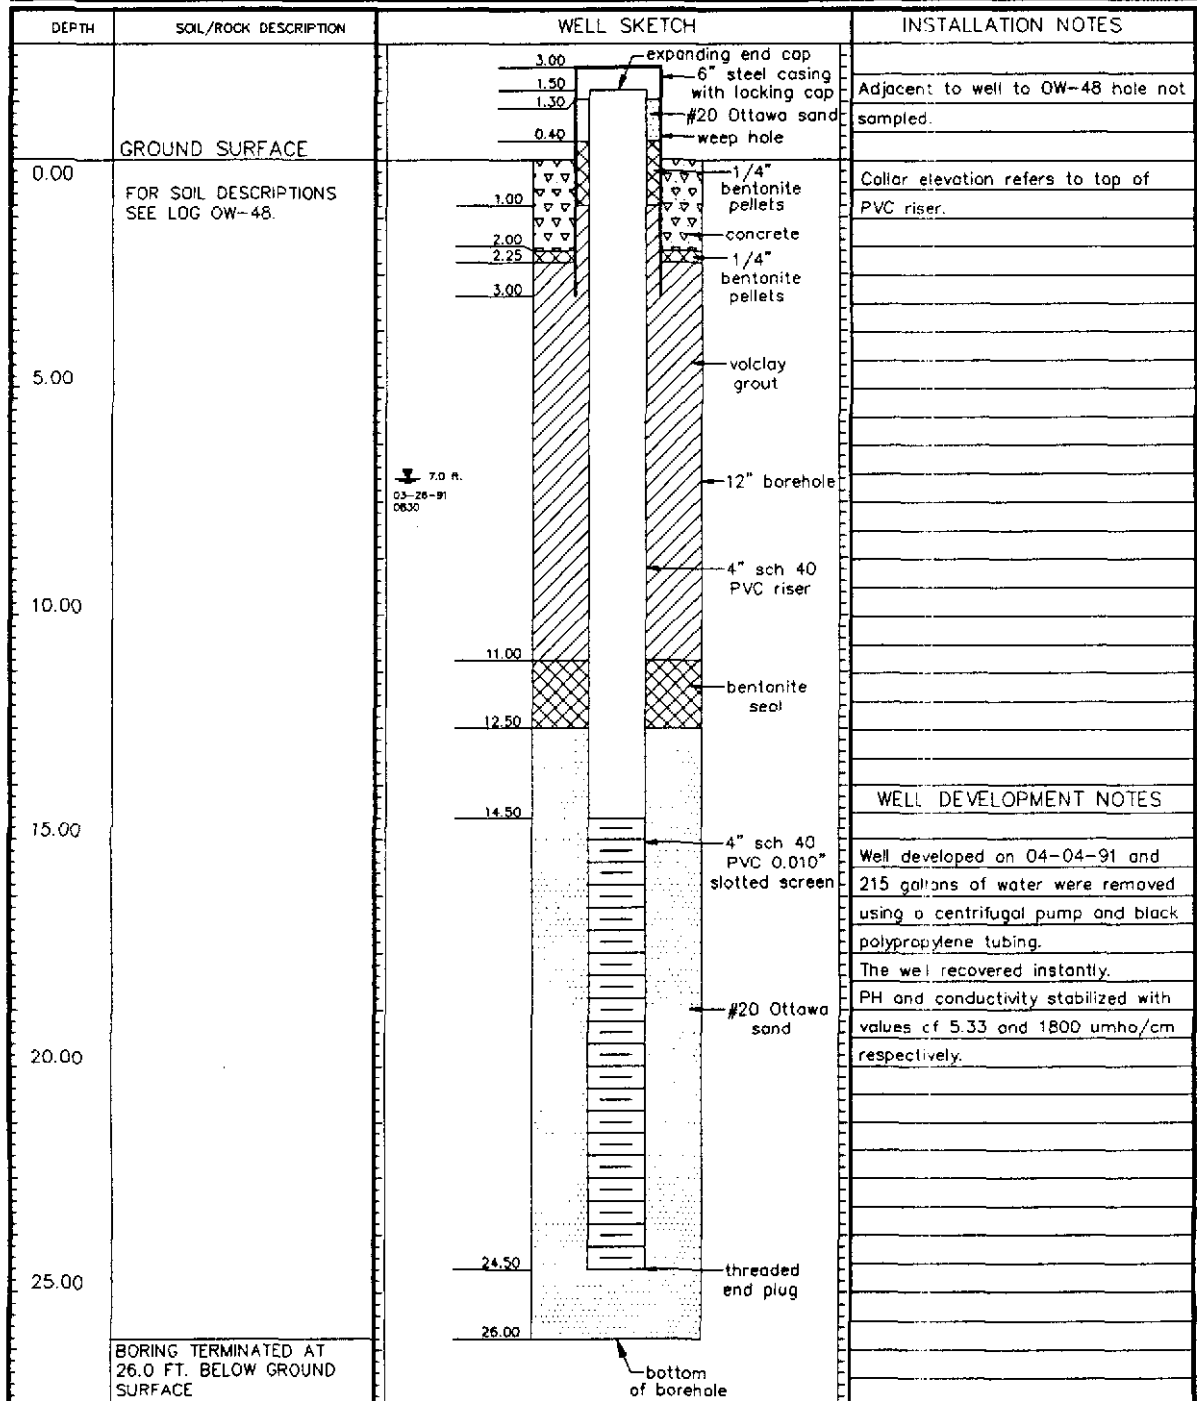 DEPTH
SOIL/ROCK DESCRIPTION
WELL SKETCH
INSTALLATION NOTES
GROUND SURFACE
0.00
FOR SOIL DESCRIPTIONS
SEE LOG OW-48.
5.00
10.00
15.00
20.00
25.00
BORING TERMINATED AT
26.0 FT. BELOW GROUND
SURFACE
3.00
1.50
1.30
0.40
1.00
2.00
2.25
3.00
7.0 ft.
03-26-91
0830
11.00
12.50
14.50
24.50
26.00
expanding end cap
6" steel casing
with locking cap
#20 Ottawa sand
weep hole
1/4"
bentonite
pellets
concrete
1/4"
bentonite
pellets
volclay
grout
12" borehole
4" sch 40
PVC riser
bentonite
seal
4" sch 40
PVC 0.010"
slotted screen
#20 Ottawa
sand
threaded
end plug
bottom
of borehole
Adjacent to well to OW-48 hole not
sampled.
Collar elevation refers to top of
PVC riser.
WELL DEVELOPMENT NOTES
Well developed on 04-04-91 and
215 gallons of water were removed
using a centrifugal pump and black
polypropylene tubing.
The well recovered instantly.
PH and conductivity stabilized with
values of 5.33 and 1800 umho/cm
respectively.